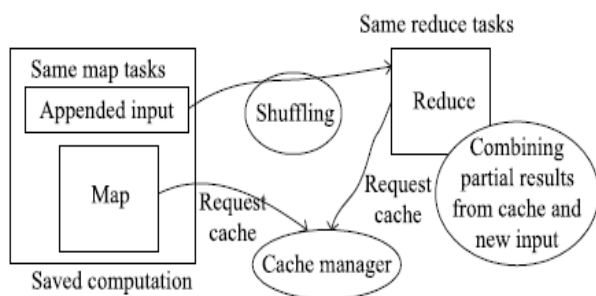 Same map tasks
Appended input
Map
Saved computation
Shuffling
Request
cache
Cache manager
Same reduce tasks
Reduce
Request
cache
Combining
partial results
from cache and
new input